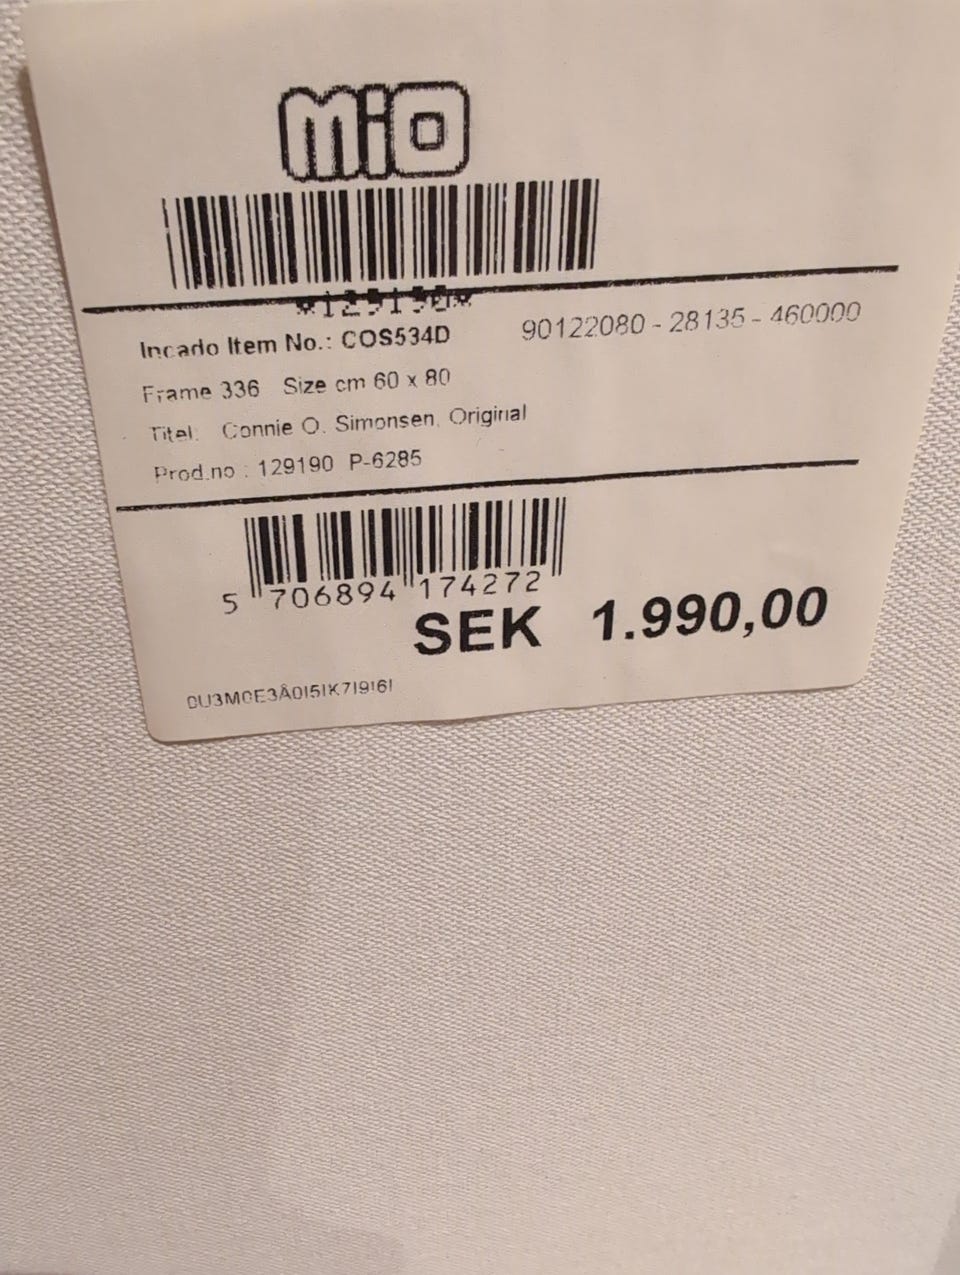 mio
*129190*
Incado Item No.: COS534D 90122080 - 28135 - 460000
Frame 336 Size cm 60 x 80
Titel: Connie O. Simonsen, Original
Prod.no : 129190 P-6285
5 706894 174272
SEK 1.990,00